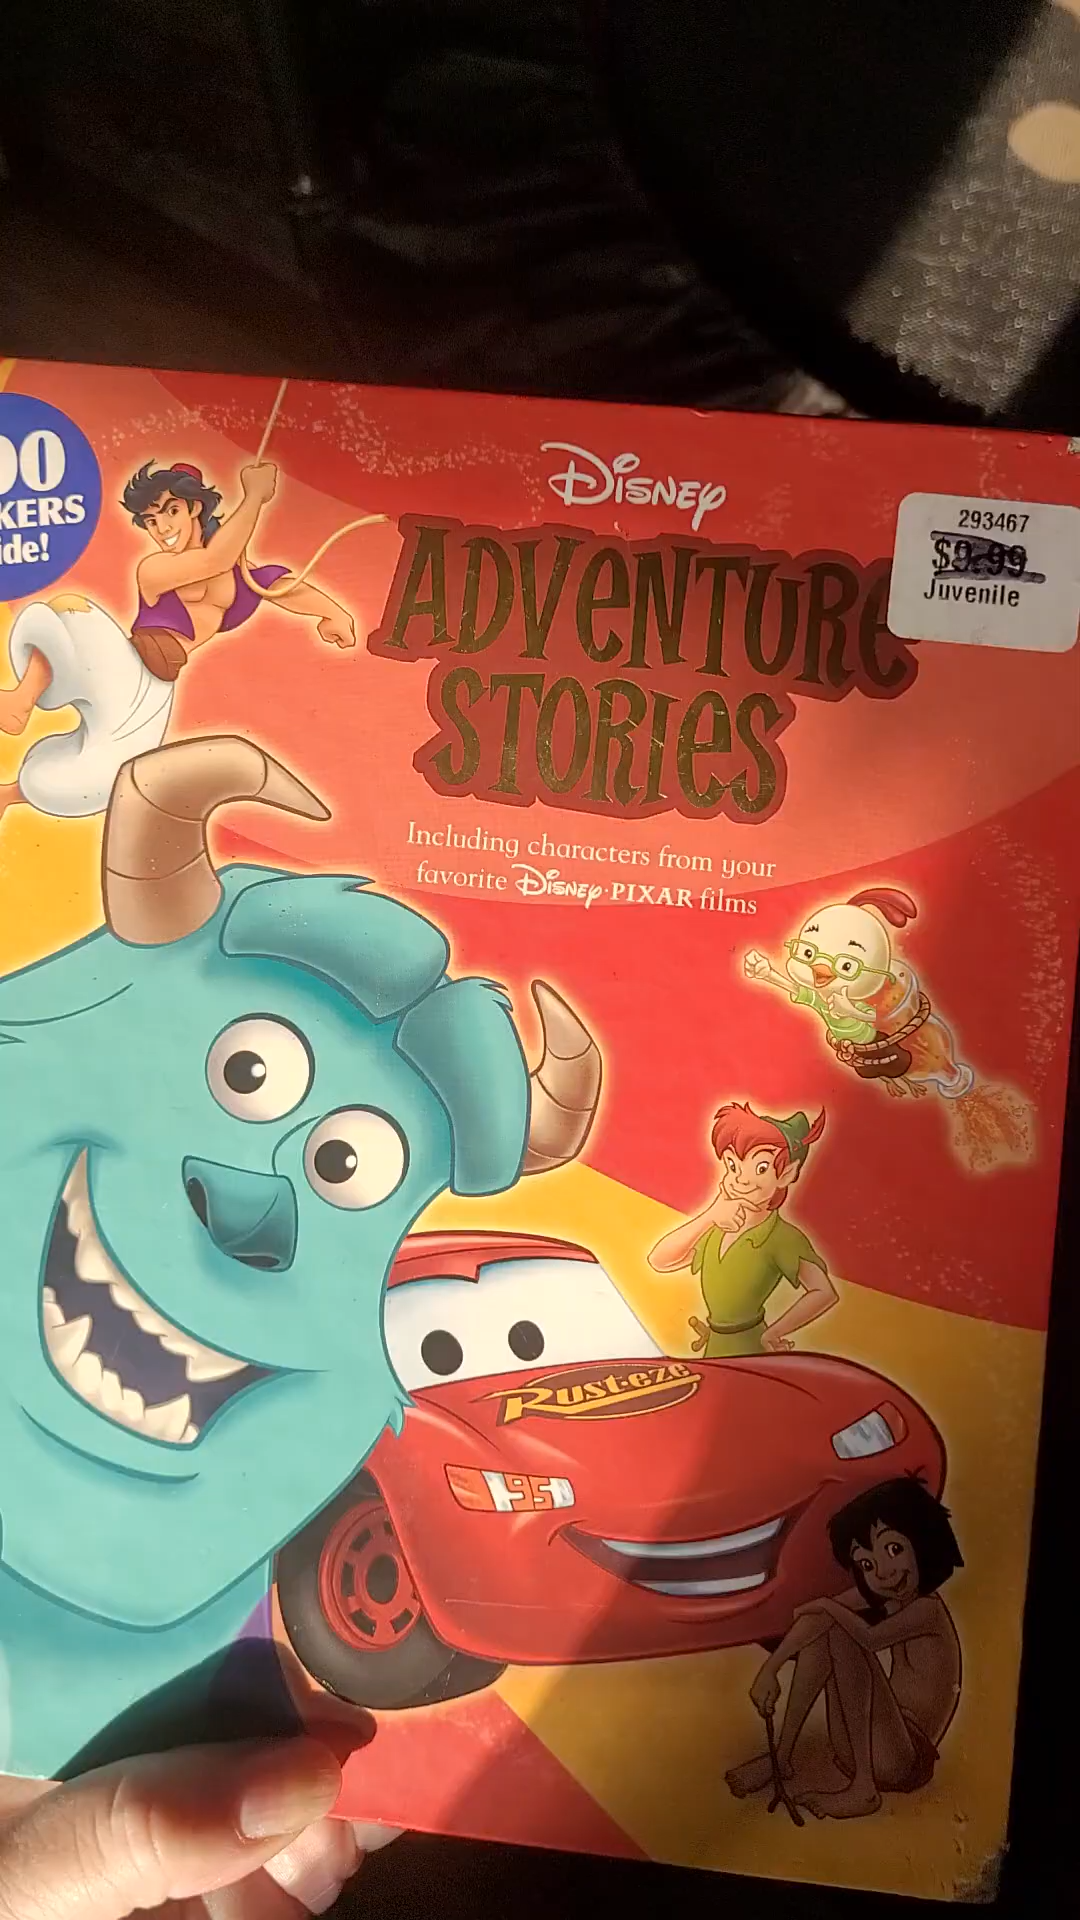 00
KERS
ide!
Disney
ADVENTURE
STORIES
Including characters from your
favorite Disney·PIXAR films
293467
$9.99
Juvenile
Rust-eze
95